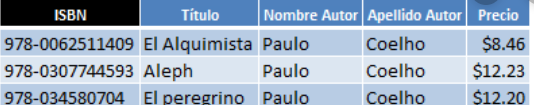 ISBN Título Nombre Autor Apellido Autor Precio
978-0062511409 El Alquimista Paulo Coelho $8.46
978-0307744593 Aleph Paulo Coelho $12.23
978-034580704 El peregrino Paulo Coelho $12.20